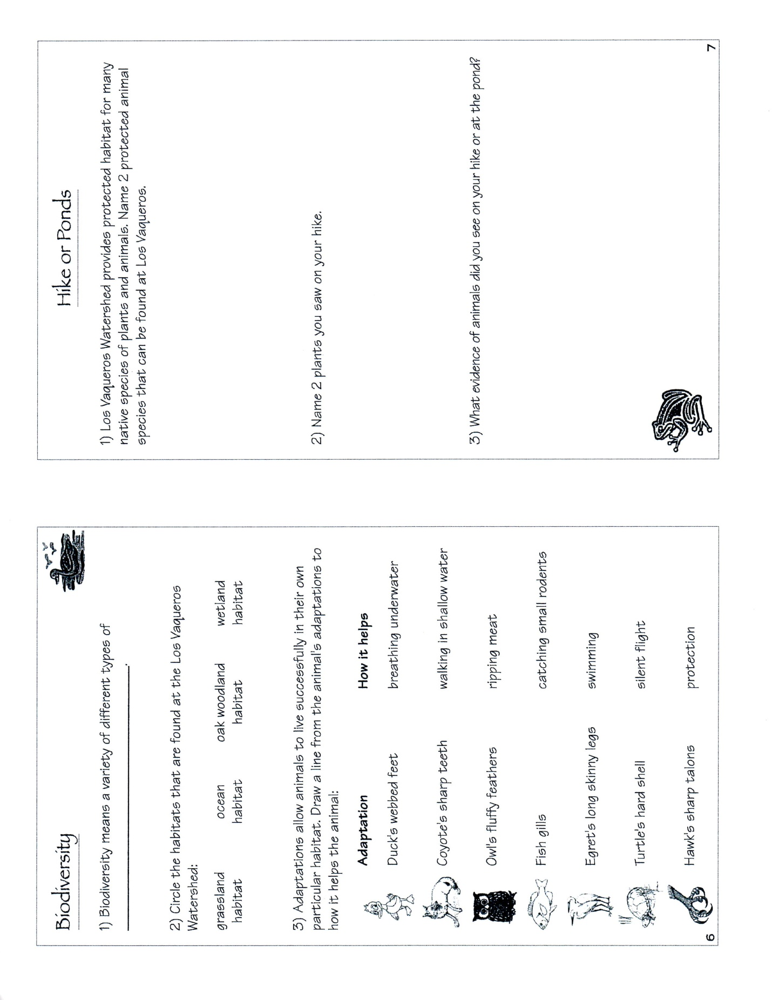 Biodiversity
1) Biodiversity means a variety of different types of
.
2) Circle the habitats that are found at the Los Vaqueros
Watershed:
grassland ocean oak woodland wetland
habitat habitat habitat habitat
3) Adaptations allow animals to live successfully in their own
particular habitat. Draw a line from the animal's adaptations to
how it helps the animal:
Adaptation How it helps
Duck's webbed feet breathing underwater
Coyote's sharp teeth walking in shallow water
Owl's fluffy feathers ripping meat
Fish gills catching small rodents
Egret's long skinny legs swimming
Turtle's hard shell silent flight
Hawk's sharp talons protection
6
Hike or Ponds
1) Los Vaqueros Watershed provides protected habitat for many
native species of plants and animals. Name 2 protected animal
species that can be found at Los Vaqueros.
2) Name 2 plants you saw on your hike.
3) What evidence of animals did you see on your hike or at the pond?
7